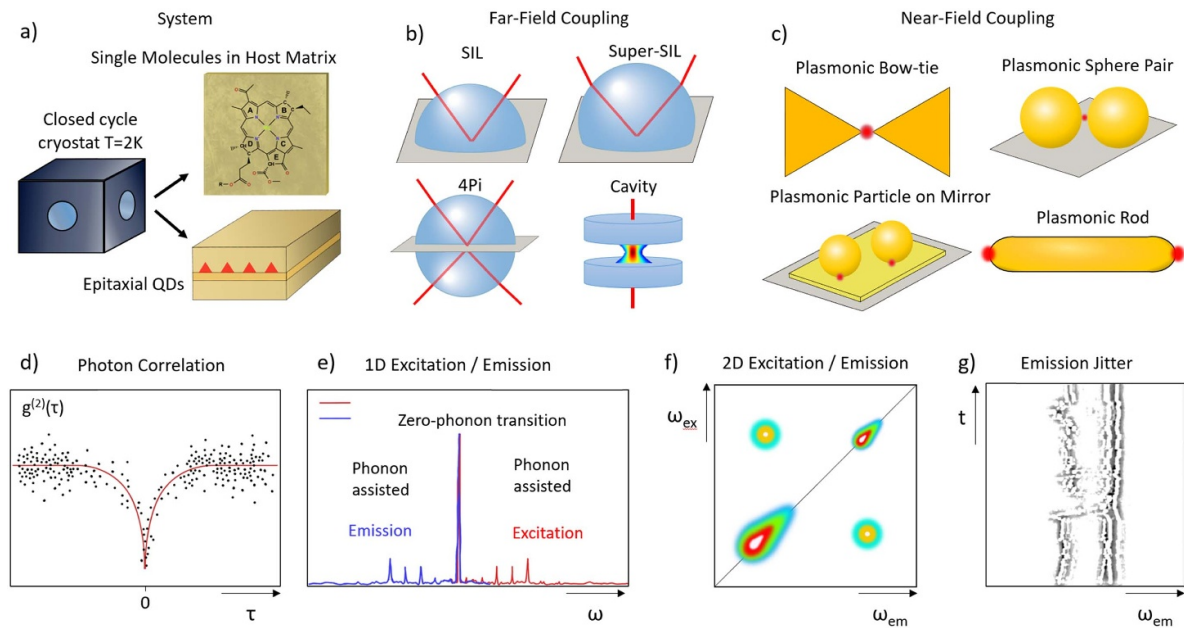 System
a)
Single Molecules in Host Matrix
Closed cycle
cryostat T=2K
A
B
D
C
E
Epitaxial QDs
Far-Field Coupling
b)
SIL
Super-SIL
4Pi
Cavity
Near-Field Coupling
c)
Plasmonic Bow-tie
Plasmonic Sphere Pair
Plasmonic Particle on Mirror
Plasmonic Rod
d)
Photon Correlation
g(2)(τ)
0
τ
e)
1D Excitation / Emission
Zero-phonon transition
Phonon
assisted
Emission
Phonon
assisted
Excitation
ω
f)
2D Excitation / Emission
ωex
ωem
g)
Emission Jitter
t
ωem